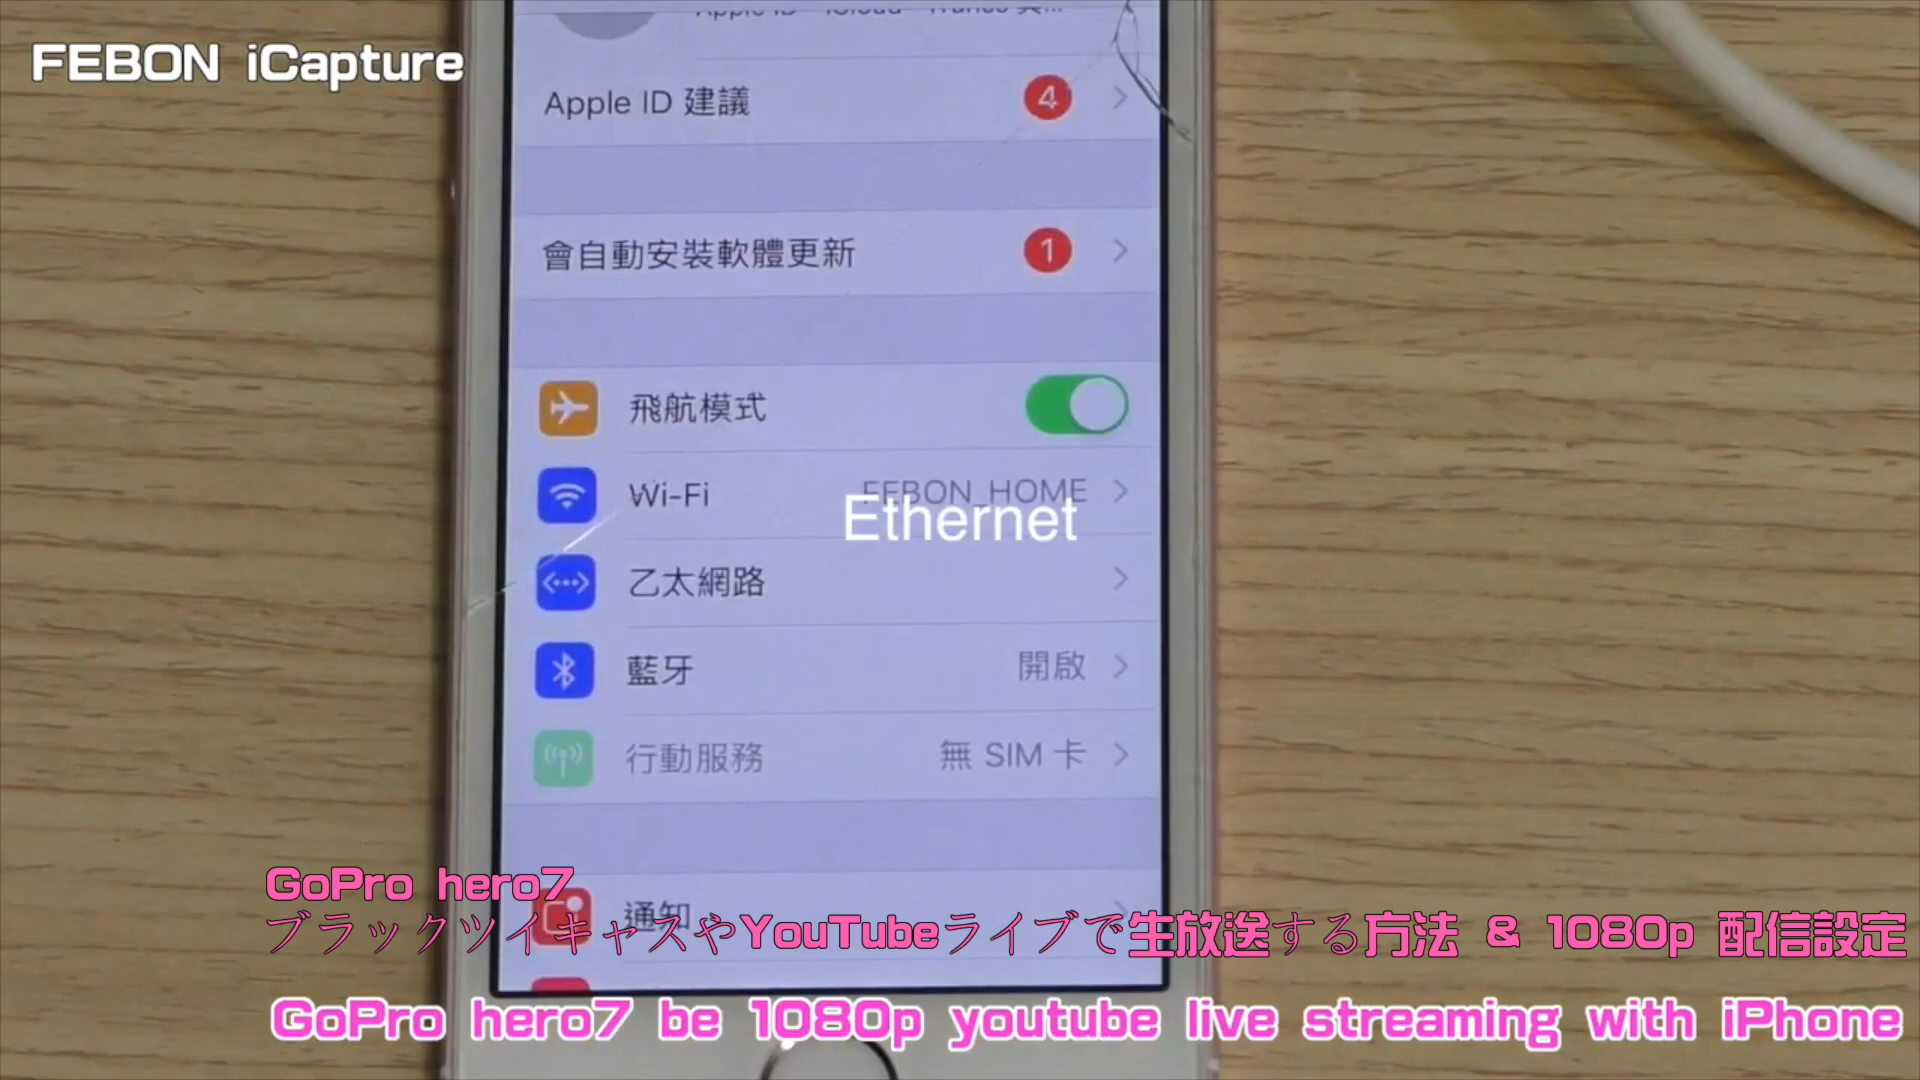 FEBON iCapture
Apple ID 建議
4
會自動安裝軟體更新
1
飛航模式
Wi-Fi
FEBON_HOME
Ethernet
乙太網路
藍牙
開啟
行動服務
無 SIM 卡
通知
GoPro hero7
ブラックツイキャスやYouTubeライブで生放送する方法 & 1080p 配信設定
GoPro hero7 be 1080p youtube live streaming with iPhone